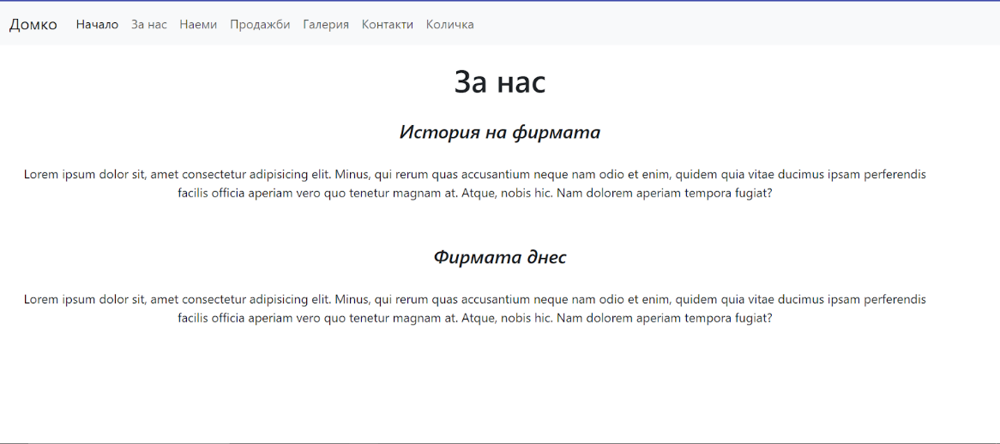 Домко Начало За нас Наеми Продажби Галерия Контакти Количка
За нас
История на фирмата
Lorem ipsum dolor sit, amet consectetur adipisicing elit. Minus, qui rerum quas accusantium neque nam odio et enim, quidem quia vitae ducimus ipsam perferendis
facilis officia aperiam vero quo tenetur magnam at. Atque, nobis hic. Nam dolorem aperiam tempora fugiat?
Фирмата днес
Lorem ipsum dolor sit, amet consectetur adipisicing elit. Minus, qui rerum quas accusantium neque nam odio et enim, quidem quia vitae ducimus ipsam perferendis
facilis officia aperiam vero quo tenetur magnam at. Atque, nobis hic. Nam dolorem aperiam tempora fugiat?